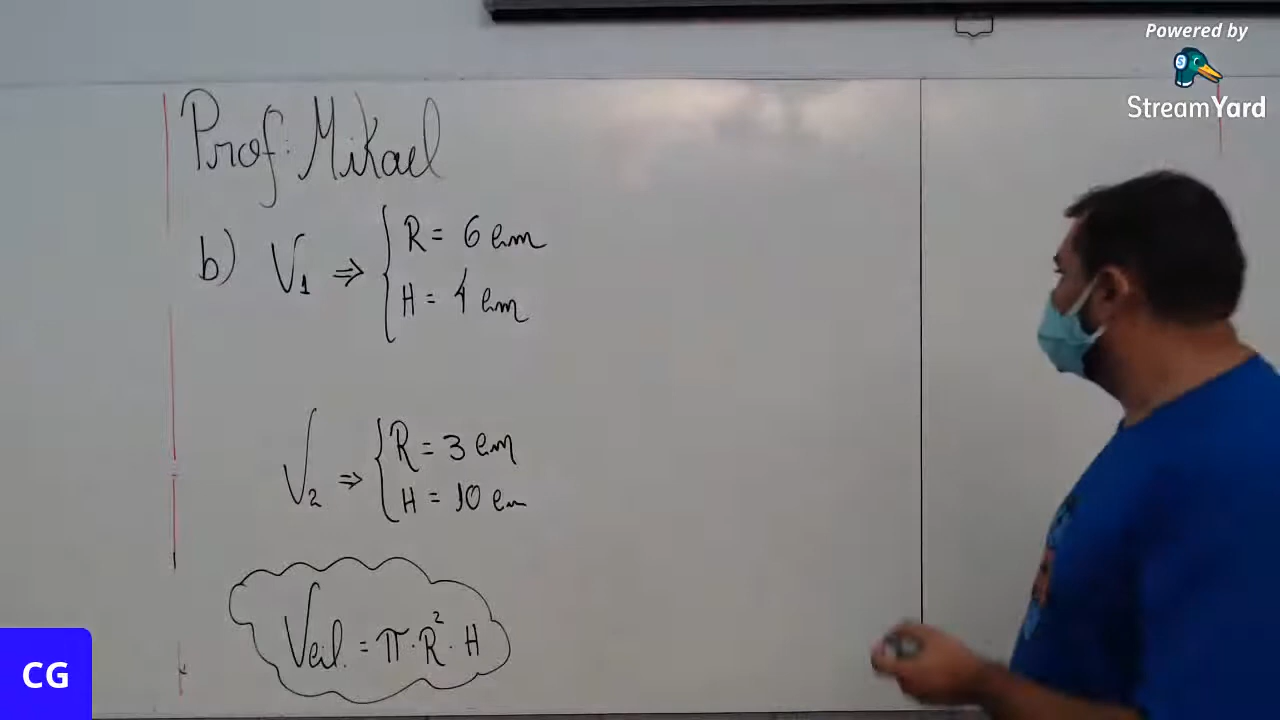 Powered by
StreamYard
Prof: Mikael
b) V1 ⇒ { R = 6 cm
H = 4 cm
V2 ⇒ { R = 3 cm
H = 10 cm
Vcil. = π · R² · H
CG